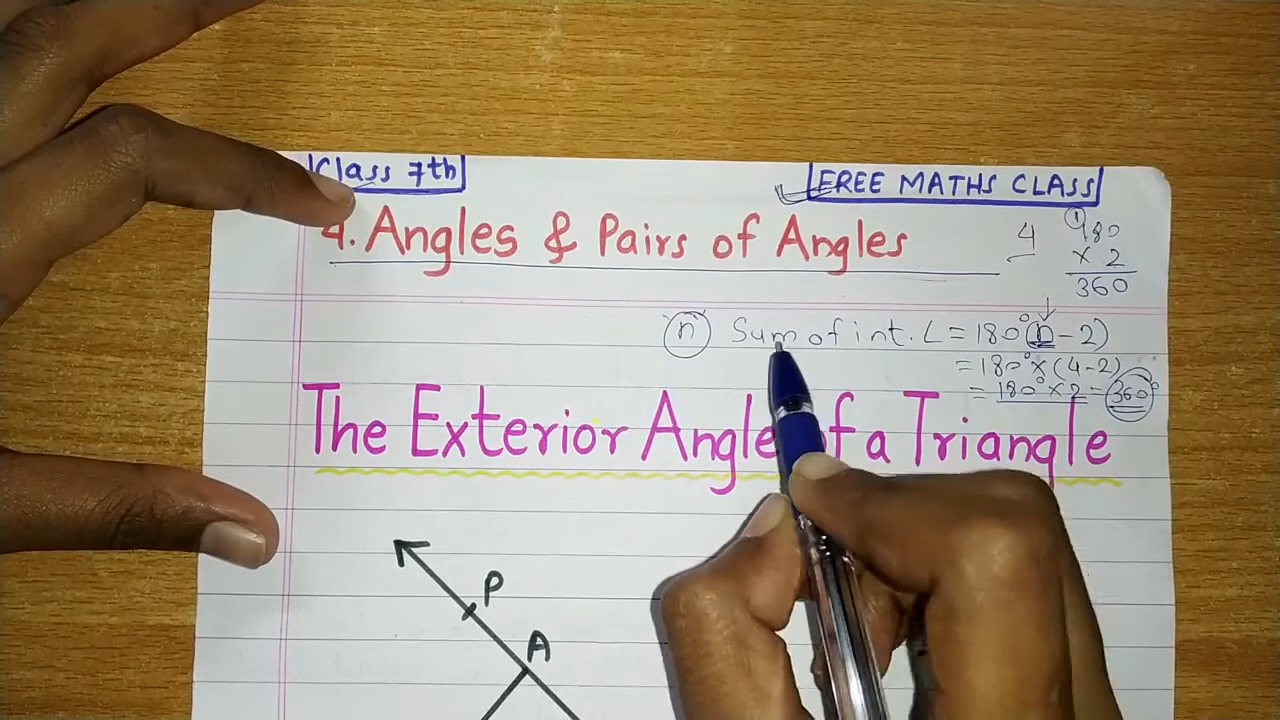 Class 7th
FREE MATHS CLASS
4. Angles & Pairs of Angles
4
1
180
× 2
360
n Sum of int. ∠ = 180°(n-2)
= 180°×(4-2)
= 180°×2 = 360°
The Exterior Angle of a Triangle
P
A